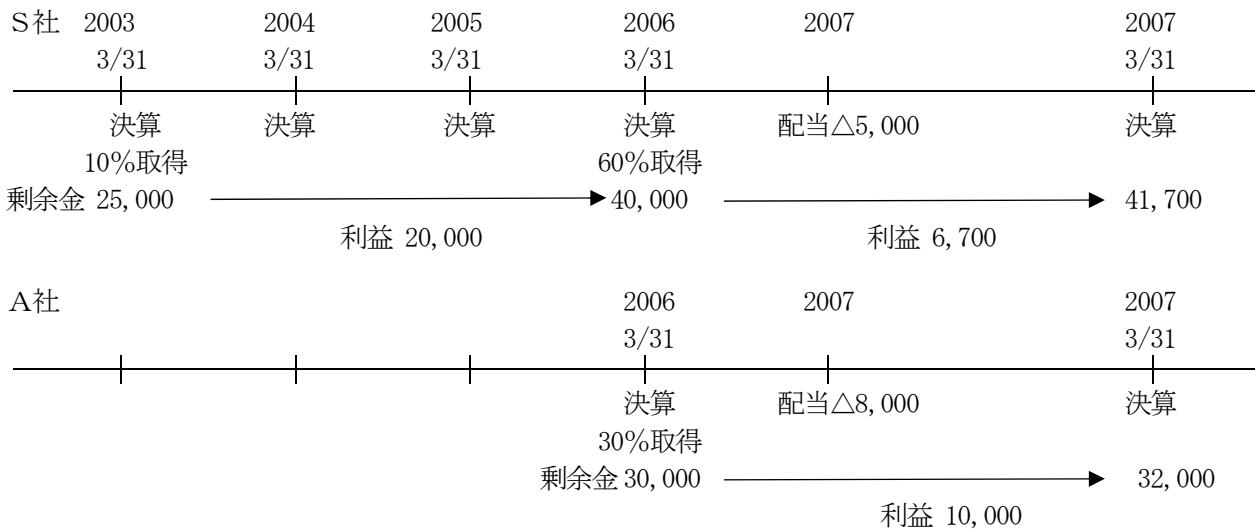 S社 2003 2004 2005 2006 2007 2007
3/31 3/31 3/31 3/31 3/31
決算 決算 決算 決算 配当△5,000 決算
10%取得 60%取得
剰余金 25,000 40,000 41,700
利益 20,000 利益 6,700
A社 2006 2007 2007
3/31 3/31
決算 配当△8,000 決算
30%取得
剰余金 30,000 32,000
利益 10,000